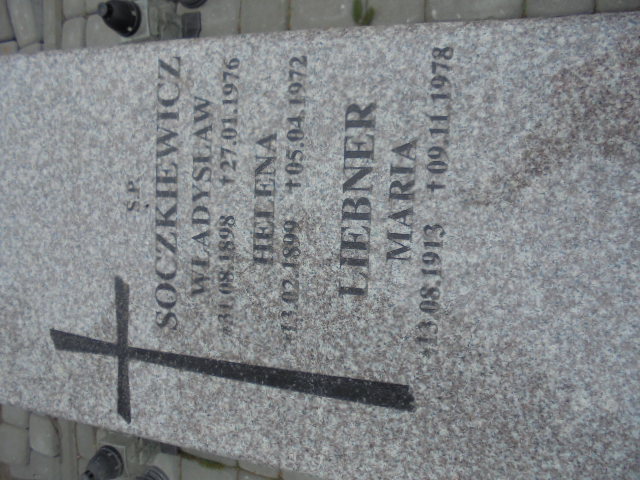 Ś.P.
SOCZKIEWICZ
WŁADYSŁAW
*31.08.1898 †27.01.1976
HELENA
*13.02.1899 †05.04.1972
LIEBNER
MARIA
*13.08.1913 †09.11.1978